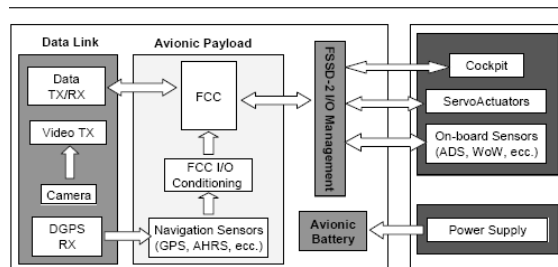 Data Link
Avionic Payload
Data
TX/RX
Video TX
Camera
DGPS
RX
FCC
FCC I/O
Conditioning
Navigation Sensors
(GPS, AHRS, ecc.)
FSSD-2 I/O Management
Avionic
Battery
Cockpit
ServoActuators
On-board Sensors
(ADS, WoW, ecc.)
Power Supply